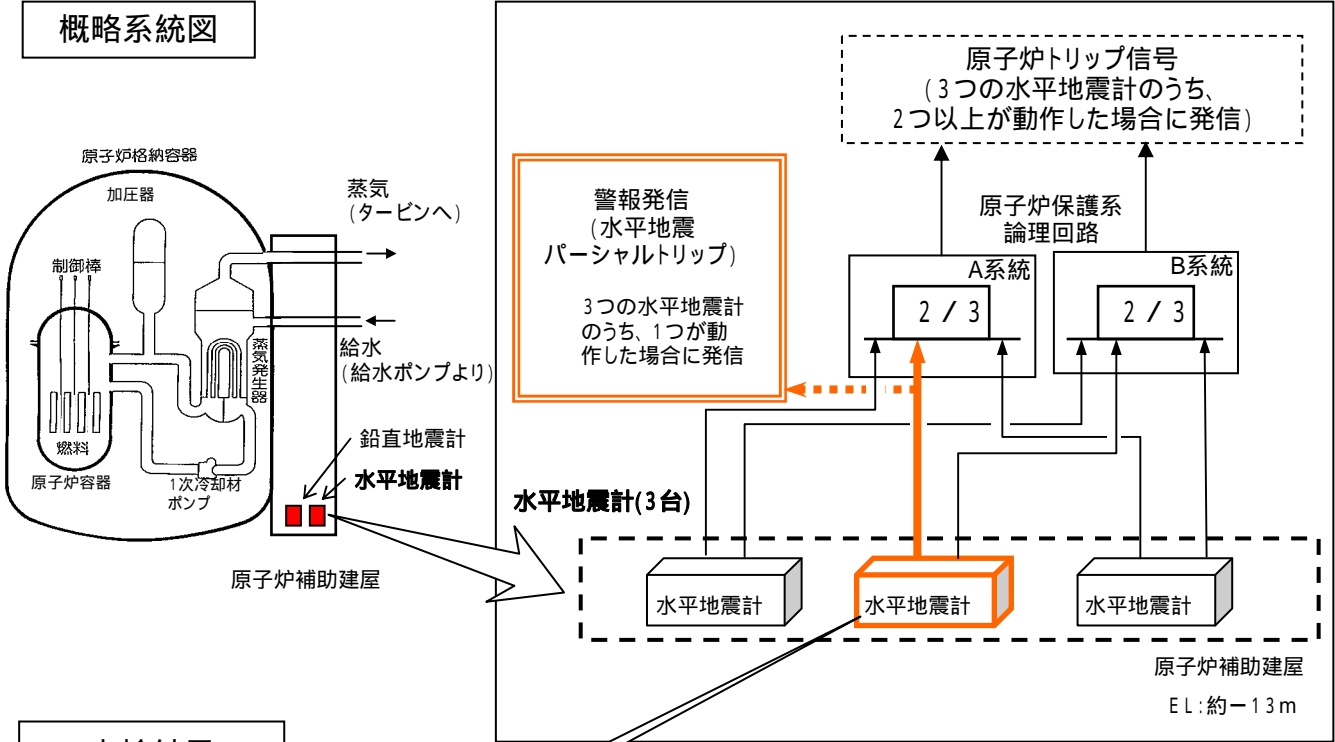 概略系統図
原子炉格納容器
加圧器
制御棒
燃料
原子炉容器
蒸気発生器
1次冷却材
ポンプ
蒸気
(タービンへ)
給水
(給水ポンプより)
鉛直地震計
水平地震計
原子炉補助建屋
原子炉トリップ信号
(3つの水平地震計のうち、
2つ以上が動作した場合に発信)
警報発信
(水平地震
パーシャルトリップ)
3つの水平地震計
のうち、1つが動
作した場合に発信
原子炉保護系
論理回路
A系統
2 / 3
B系統
2 / 3
水平地震計(3台)
水平地震計
水平地震計
水平地震計
原子炉補助建屋
EL:約ー13m